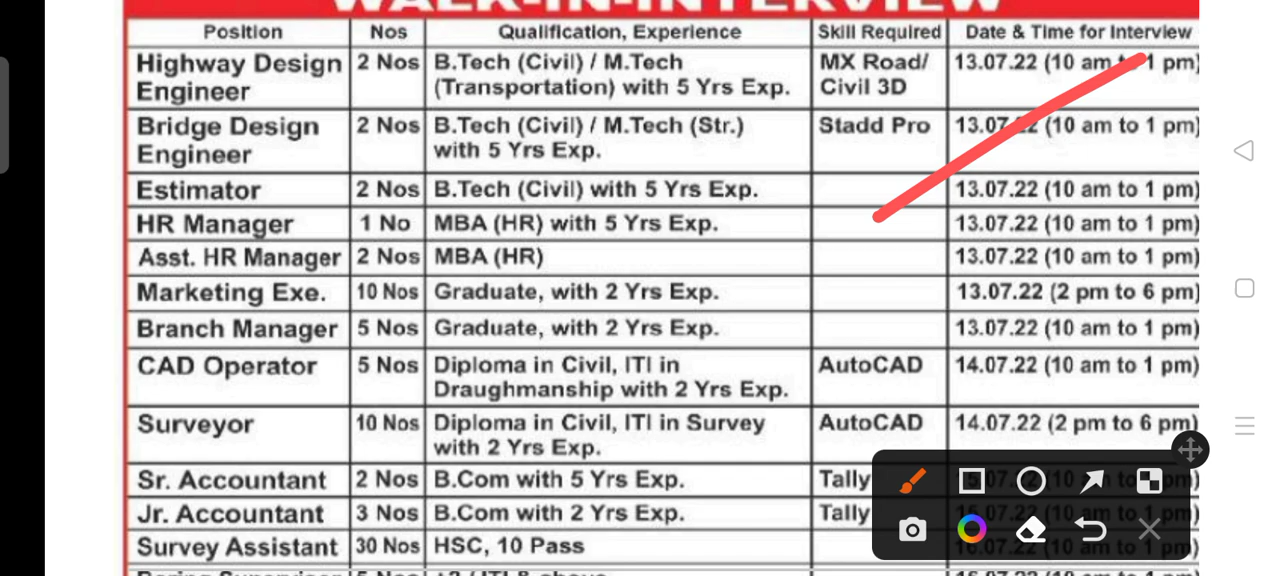 WALK-IN-INTERVIEW
Position Nos Qualification, Experience Skill Required Date & Time for Interview
Highway Design 2 Nos B.Tech (Civil) / M.Tech MX Road/ 13.07.22 (10 am to 1 pm)
Engineer (Transportation) with 5 Yrs Exp. Civil 3D
Bridge Design 2 Nos B.Tech (Civil) / M.Tech (Str.) Stadd Pro 13.07.22 (10 am to 1 pm)
Engineer with 5 Yrs Exp.
Estimator 2 Nos B.Tech (Civil) with 5 Yrs Exp. 13.07.22 (10 am to 1 pm)
HR Manager 1 No MBA (HR) with 5 Yrs Exp. 13.07.22 (10 am to 1 pm)
Asst. HR Manager 2 Nos MBA (HR) 13.07.22 (10 am to 1 pm)
Marketing Exe. 10 Nos Graduate, with 2 Yrs Exp. 13.07.22 (2 pm to 6 pm)
Branch Manager 5 Nos Graduate, with 2 Yrs Exp. 13.07.22 (10 am to 1 pm)
CAD Operator 5 Nos Diploma in Civil, ITI in AutoCAD 14.07.22 (10 am to 1 pm)
Draughmanship with 2 Yrs Exp.
Surveyor 10 Nos Diploma in Civil, ITI in Survey AutoCAD 14.07.22 (2 pm to 6 pm)
with 2 Yrs Exp.
Sr. Accountant 2 Nos B.Com with 5 Yrs Exp. Tally
Jr. Accountant 3 Nos B.Com with 2 Yrs Exp. Tally
Survey Assistant 30 Nos HSC, 10 Pass